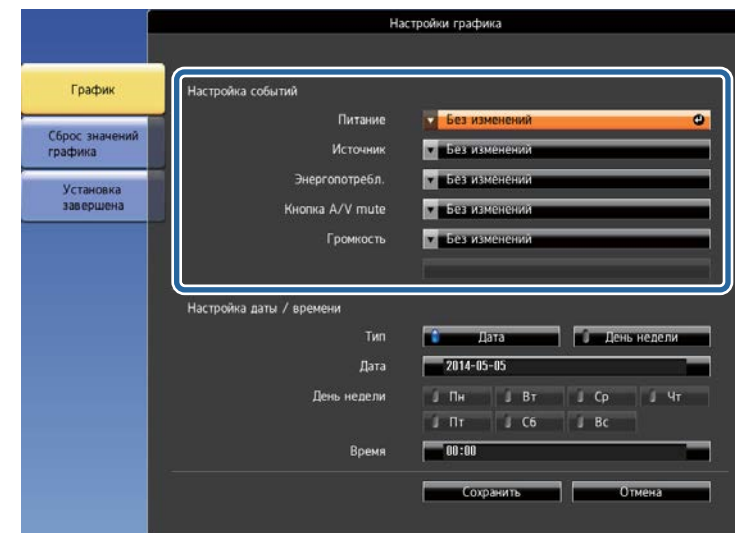 Настройки графика
График
Сброс значений
графика
Установка
завершена
Настройка событий
Питание Без изменений
Источник Без изменений
Энергопотребл. Без изменений
Кнопка A/V mute Без изменений
Громкость Без изменений
Настройка даты / времени
Тип Дата День недели
Дата 2014-05-05
День недели Пн Вт Ср Чт
Пт Сб Вс
Время 00:00
Сохранить Отмена